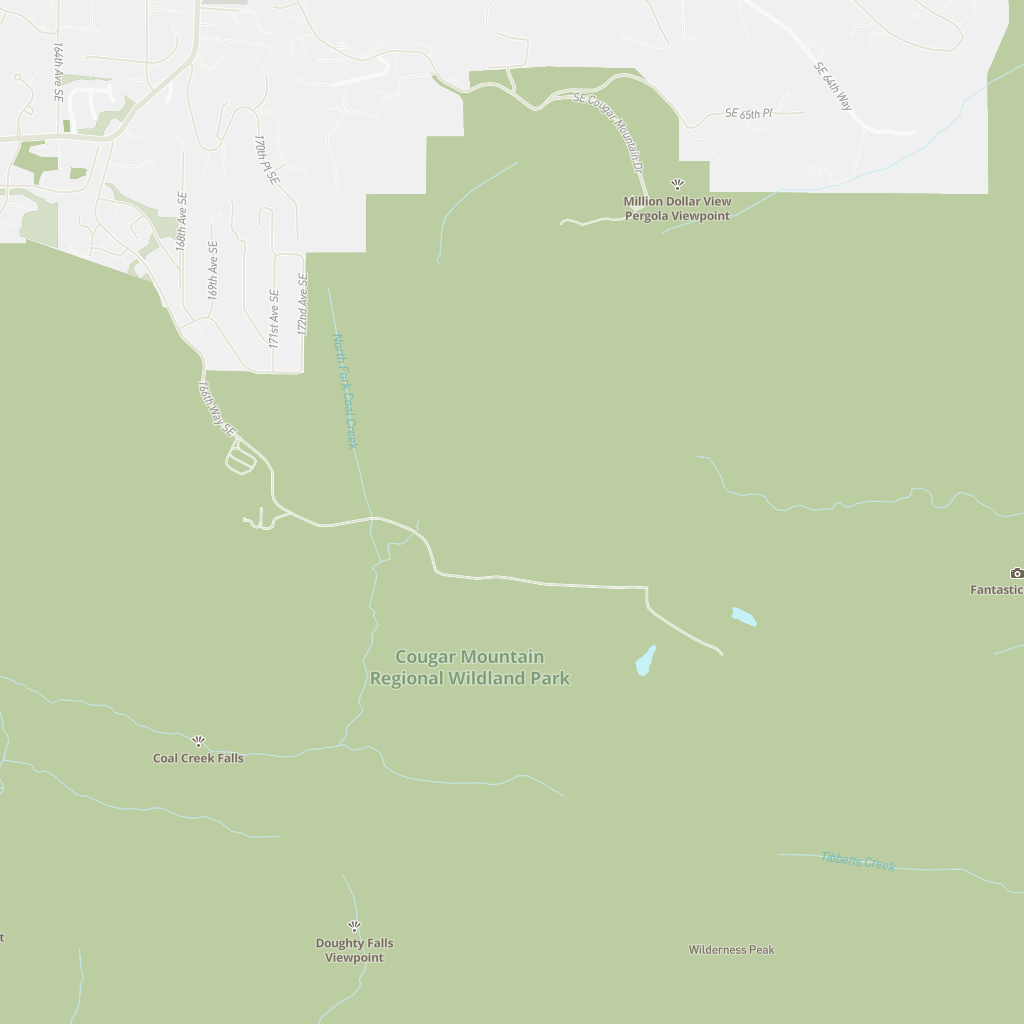 164th Ave SE
SE 64th Way
SE Cougar Mountain Dr
SE 65th Pl
170th Pl SE
Million Dollar View
Pergola Viewpoint
168th Ave SE
169th Ave SE
171st Ave SE
172nd Ave SE
North Fork Coal Creek
166th Way SE
Fantastic
Cougar Mountain
Regional Wildland Park
Coal Creek Falls
Tibbetts Creek
t
Doughty Falls
Viewpoint
Wilderness Peak